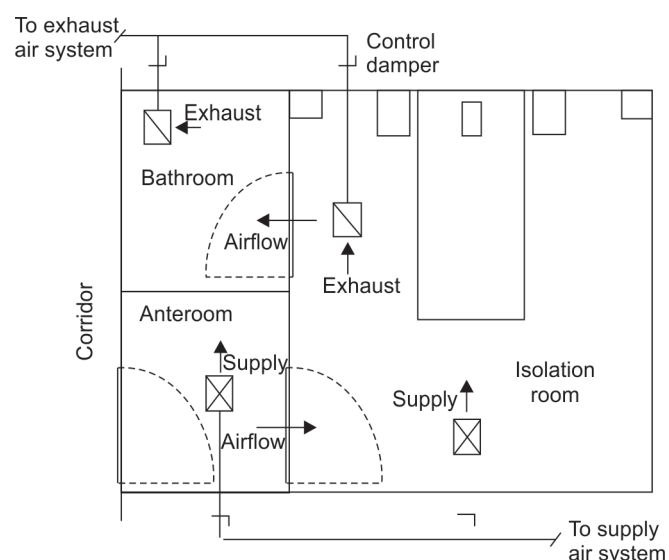 To exhaust
air system
Control
damper
Exhaust
Bathroom
Airflow
Exhaust
Anteroom
Corridor
Supply
Isolation
room
Supply
Airflow
To supply
air system